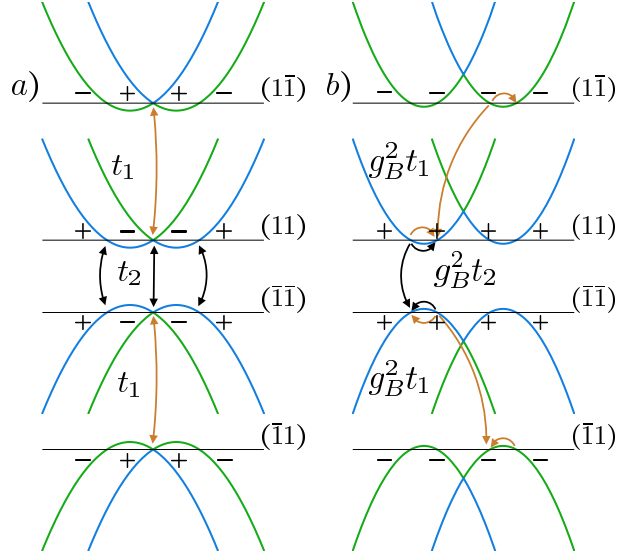 a) − + + − (11̄) b) − − − − (11̄)
t₁ g_B²t₁
+ − − + (11) + + + + (11)
t₂ g_B²t₂
(1̄1̄) (1̄1̄)
+ − − + + + + +
t₁ g_B²t₁
(1̄1) (1̄1)
− + + − − − − −